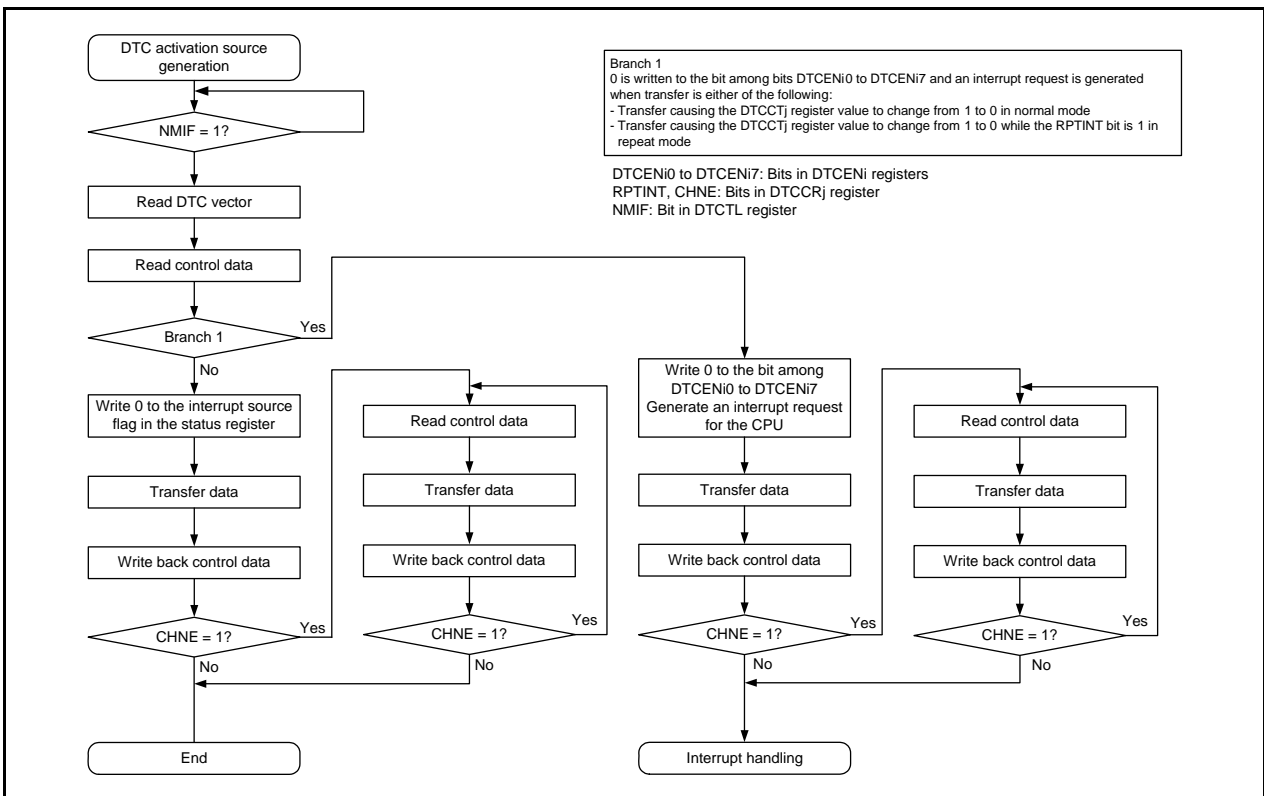 DTC activation source
generation
NMIF = 1?
Read DTC vector
Read control data
Branch 1
Yes
No
Write 0 to the interrupt source
flag in the status register
Transfer data
Write back control data
CHNE = 1?
Yes
No
End
Read control data
Transfer data
Write back control data
CHNE = 1?
Yes
No
Branch 1
0 is written to the bit among bits DTCENi0 to DTCENi7 and an interrupt request is generated
when transfer is either of the following:
- Transfer causing the DTCCTj register value to change from 1 to 0 in normal mode
- Transfer causing the DTCCTj register value to change from 1 to 0 while the RPTINT bit is 1 in
repeat mode
DTCENi0 to DTCENi7: Bits in DTCENi registers
RPTINT, CHNE: Bits in DTCCRj register
NMIF: Bit in DTCTL register
Write 0 to the bit among
DTCENi0 to DTCENi7
Generate an interrupt request
for the CPU
Transfer data
Write back control data
CHNE = 1?
Yes
No
Interrupt handling
Read control data
Transfer data
Write back control data
CHNE = 1?
Yes
No